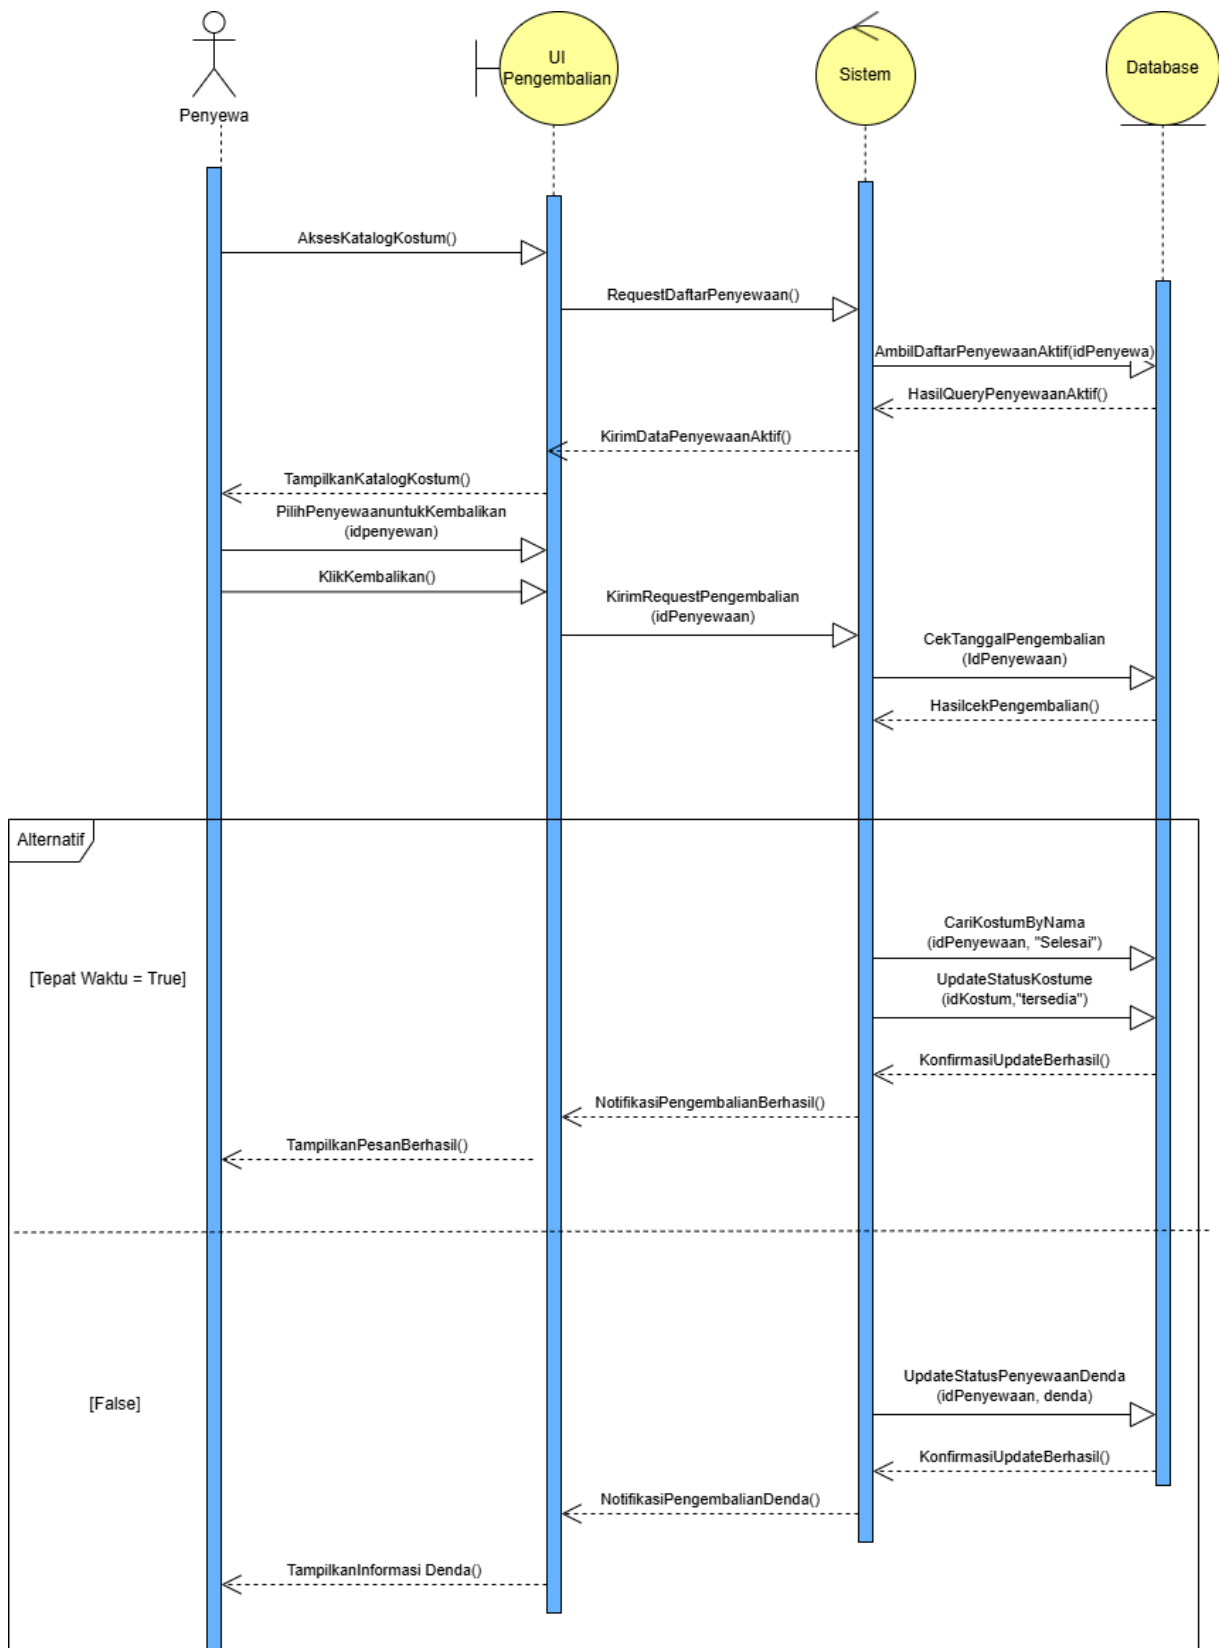 Penyewa
UI
Pengembalian
Sistem
Database
AksesKatalogKostum()
RequestDaftarPenyewaan()
AmbilDaftarPenyewaanAktif(idPenyewa)
HasilQueryPenyewaanAktif()
KirimDataPenyewaanAktif()
TampilkanKatalogKostum()
PilihPenyewaanuntukKembalikan
(idpenyewan)
KlikKembalikan()
KirimRequestPengembalian
(idPenyewaan)
CekTanggalPengembalian
(IdPenyewaan)
HasilcekPengembalian()
Alternatif
CariKostumByNama
(idPenyewaan, "Selesai")
[Tepat Waktu = True]
UpdateStatusKostume
(idKostum,"tersedia")
KonfirmasiUpdateBerhasil()
NotifikasiPengembalianBerhasil()
TampilkanPesanBerhasil()
UpdateStatusPenyewaanDenda
(idPenyewaan, denda)
[False]
KonfirmasiUpdateBerhasil()
NotifikasiPengembalianDenda()
TampilkanInformasi Denda()